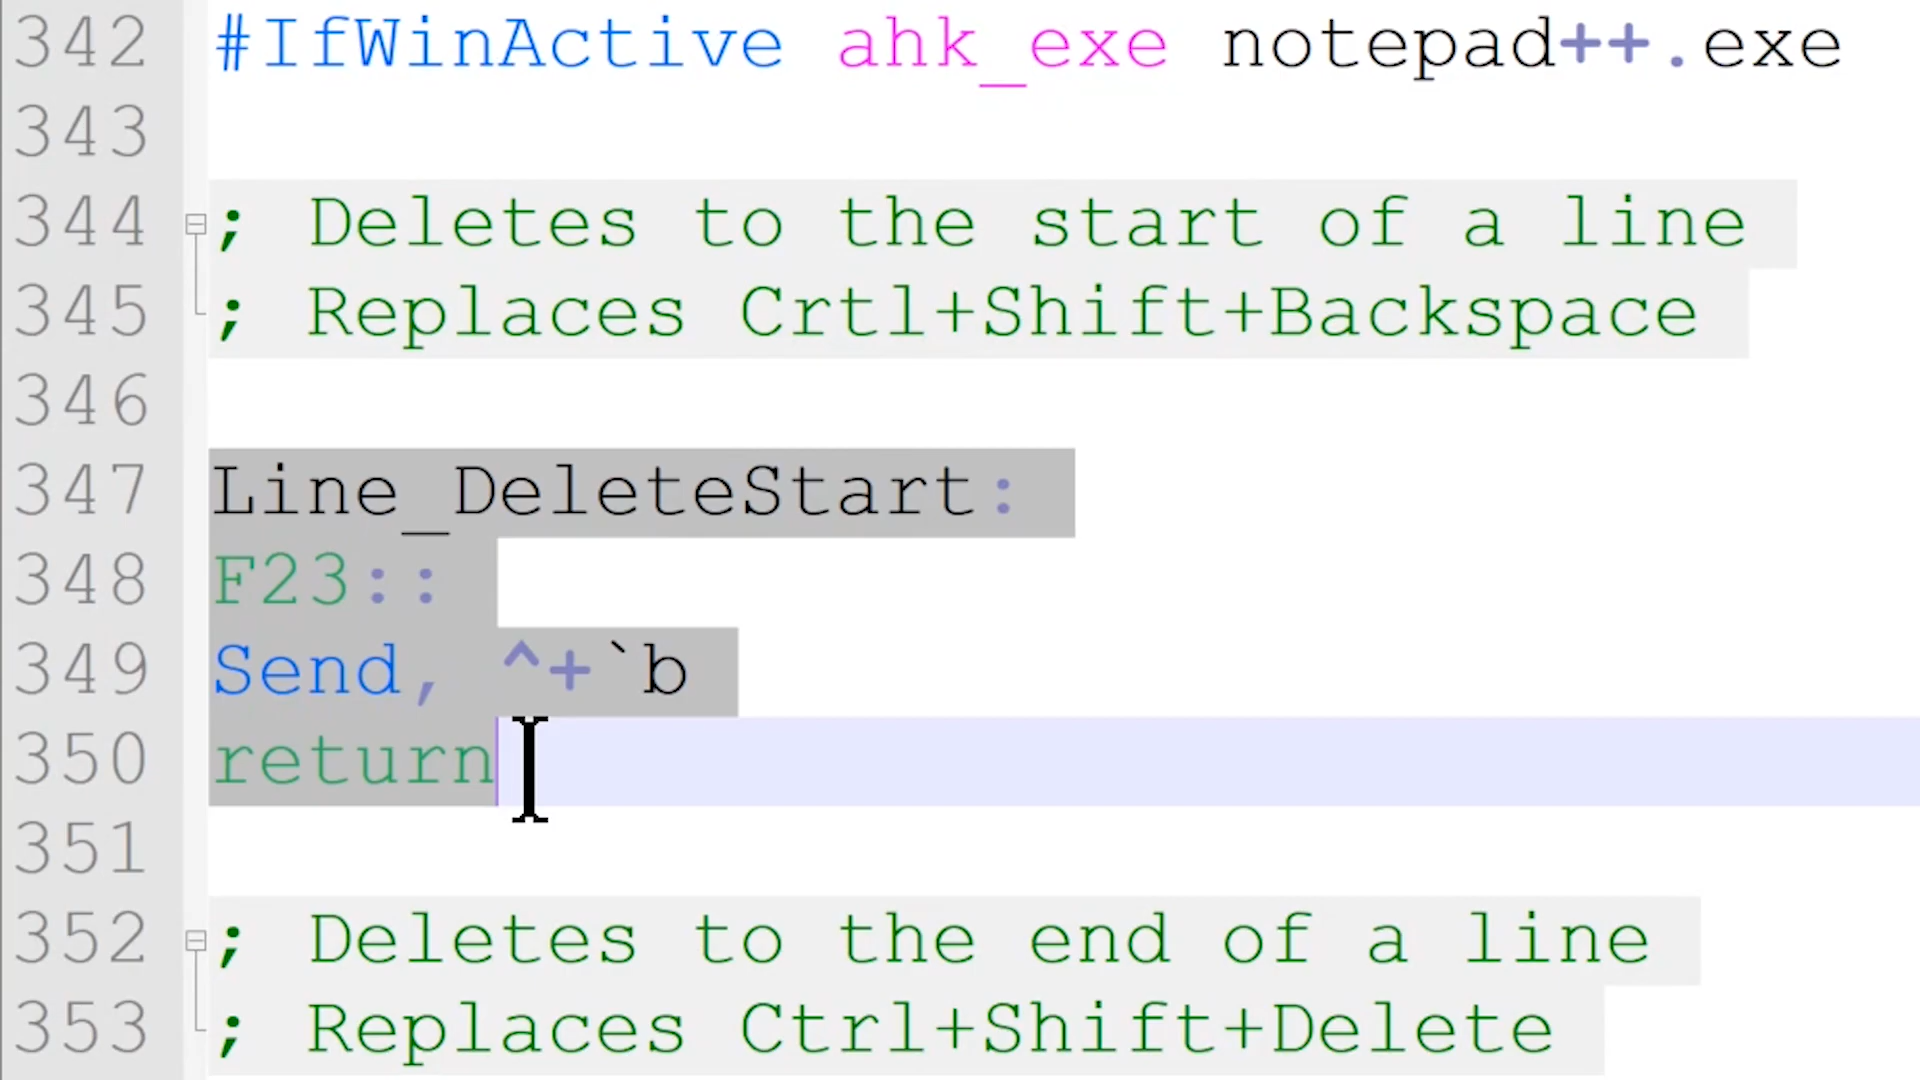 342 #IfWinActive ahk_exe notepad++.exe
343
344 ; Deletes to the start of a line
345 ; Replaces Crtl+Shift+Backspace
346
347 Line_DeleteStart:
348 F23::
349 Send, ^+`b
350 return
351
352 ; Deletes to the end of a line
353 ; Replaces Ctrl+Shift+Delete